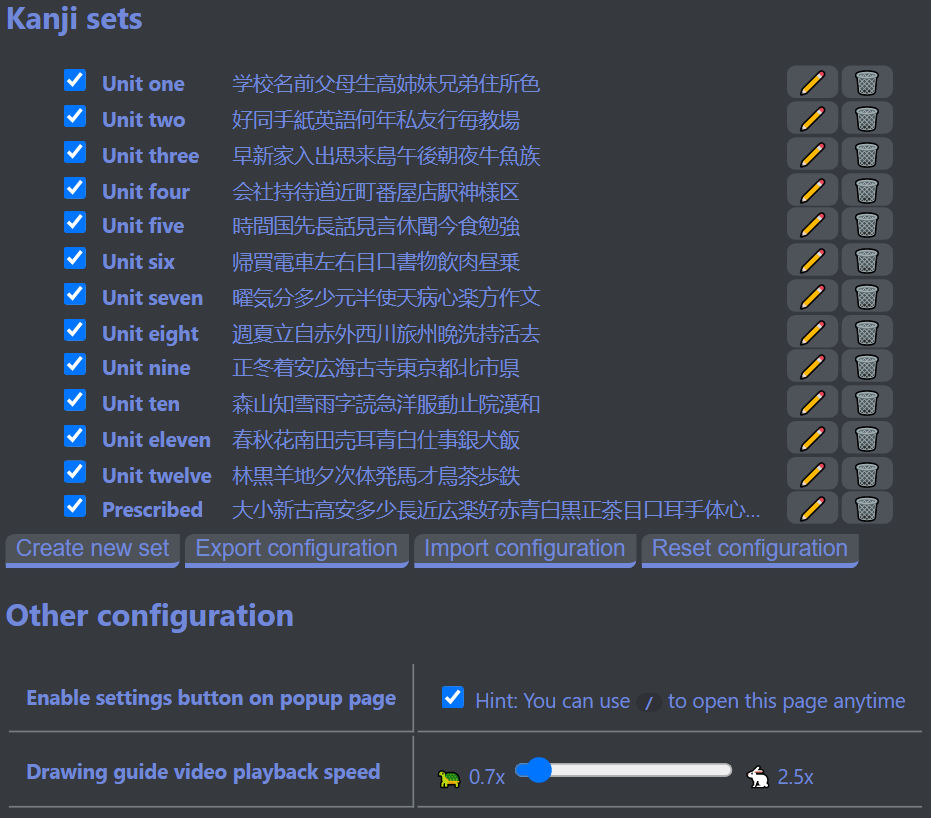 Kanji sets
Unit one 学校名前父母生高姉妹兄弟住所色
Unit two 好同手紙英語何年私友行毎教場
Unit three 早新家入出思来島午後朝夜牛魚族
Unit four 会社持待道近町番屋店駅神様区
Unit five 時間国先長話見言休聞今食勉強
Unit six 帰買電車左右目口書物飲肉昼乗
Unit seven 曜気分多少元半使天病心楽方作文
Unit eight 週夏立自赤外西川旅州晩洗持活去
Unit nine 正冬着安広海古寺東京都北市県
Unit ten 森山知雪雨字読急洋服動止院漢和
Unit eleven 春秋花南田売耳青白仕事銀犬飯
Unit twelve 林黒羊地夕次体発馬才鳥茶歩鉄
Prescribed 大小新古高安多少長近広楽好赤青白黒正茶目口耳手体心...
Create new set Export configuration Import configuration Reset configuration
Other configuration
Enable settings button on popup page Hint: You can use / to open this page anytime
Drawing guide video playback speed 0.7x 2.5x